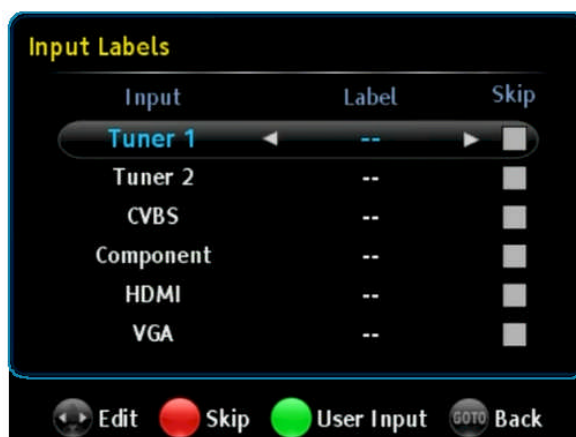 Input Labels
Input Label Skip
Tuner 1 --
Tuner 2 --
CVBS --
Component --
HDMI --
VGA --
Edit Skip User Input GOTO Back